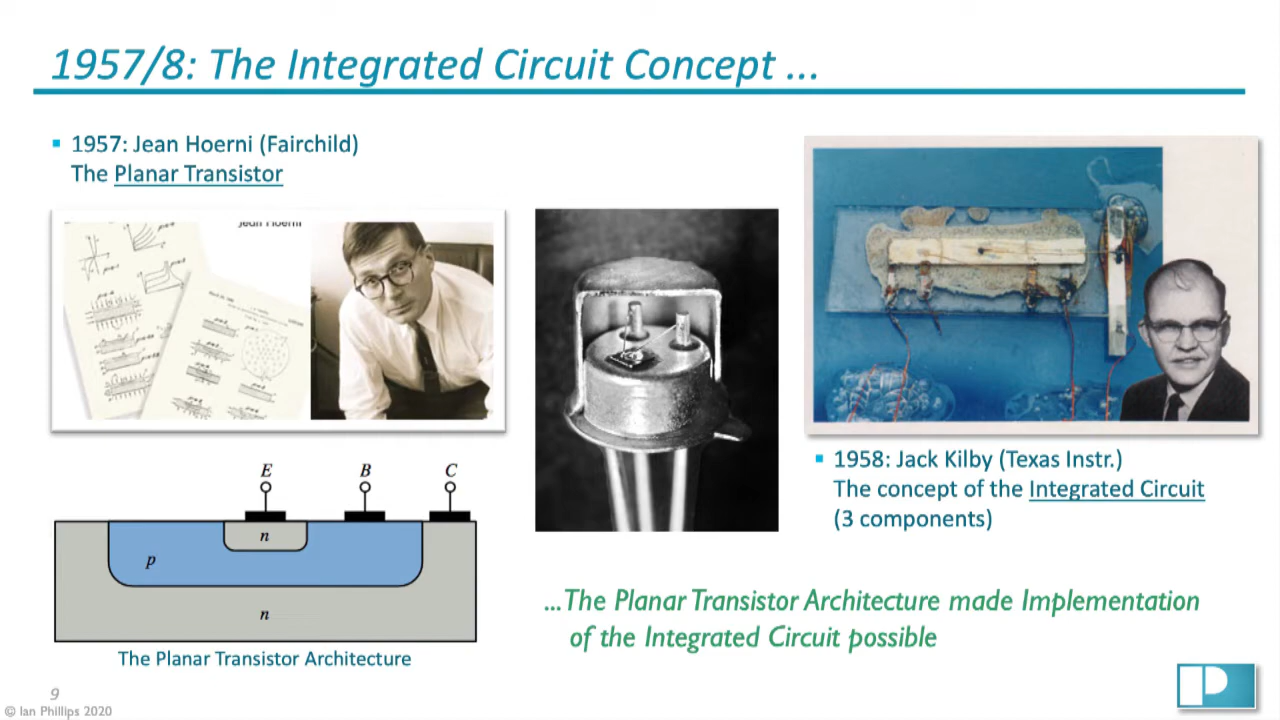 1957/8: The Integrated Circuit Concept ...
1957: Jean Hoerni (Fairchild)
The Planar Transistor
Jean Hoerni
E
B
C
n
p
n
The Planar Transistor Architecture
1958: Jack Kilby (Texas Instr.)
The concept of the Integrated Circuit
(3 components)
...The Planar Transistor Architecture made Implementation
of the Integrated Circuit possible
9
© Ian Phillips 2020
P